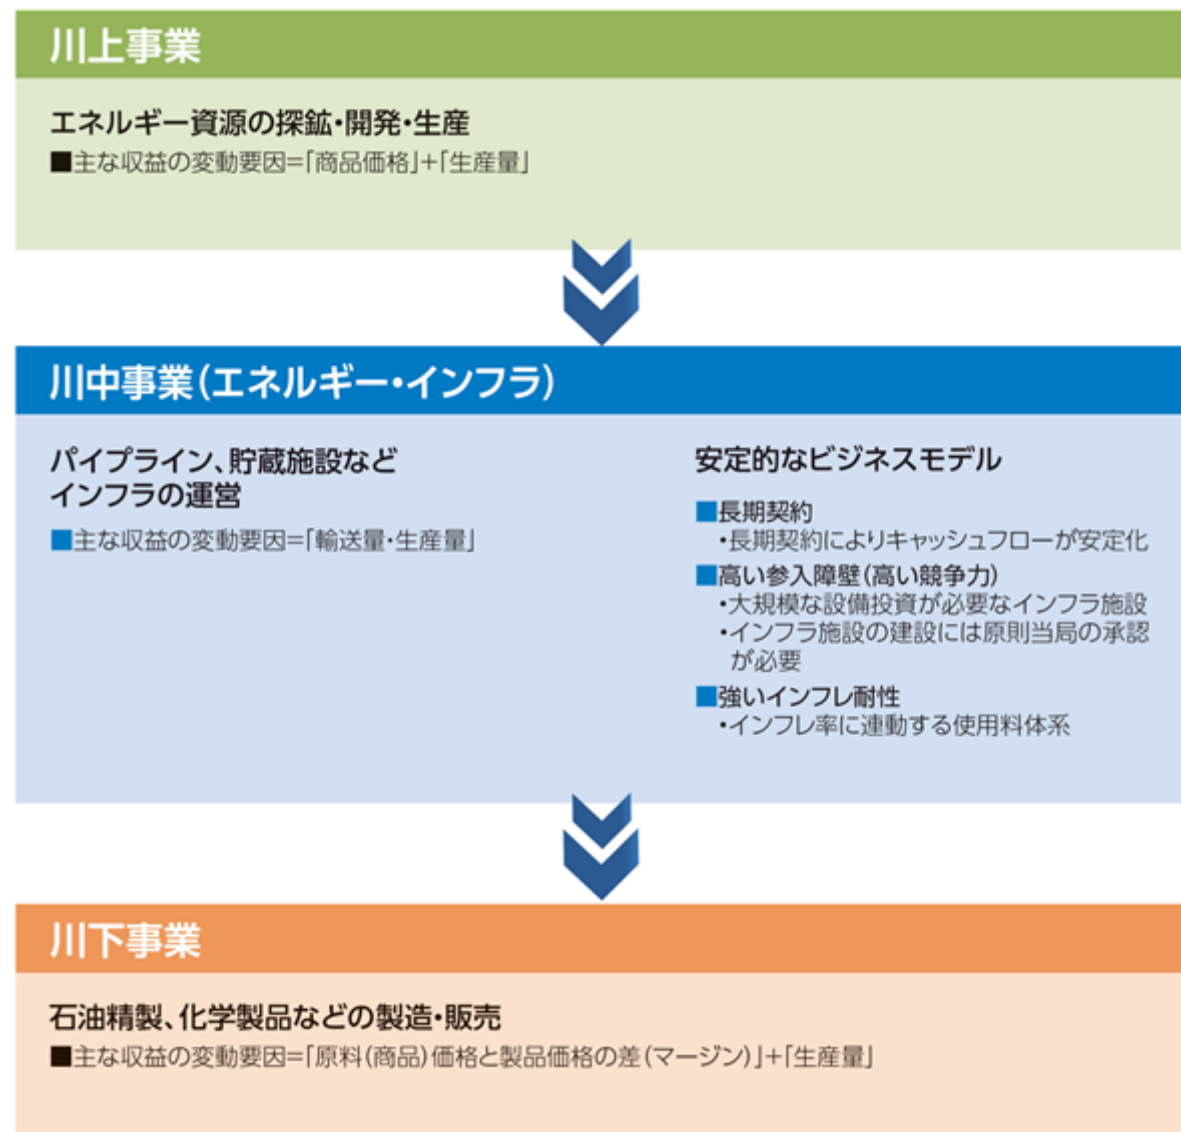 川上事業
エネルギー資源の探鉱・開発・生産
■主な収益の変動要因=「商品価格」+「生産量」
川中事業(エネルギー・インフラ)
パイプライン、貯蔵施設など
インフラの運営
■主な収益の変動要因=「輸送量・生産量」
安定的なビジネスモデル
■長期契約
・長期契約によりキャッシュフローが安定化
■高い参入障壁(高い競争力)
・大規模な設備投資が必要なインフラ施設
・インフラ施設の建設には原則当局の承認
が必要
■強いインフレ耐性
・インフレ率に連動する使用料体系
川下事業
石油精製、化学製品などの製造・販売
■主な収益の変動要因=「原料(商品)価格と製品価格の差(マージン)」+「生産量」